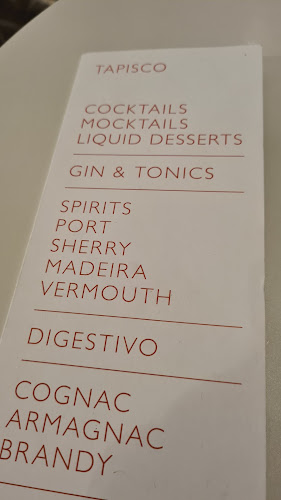 TAPISCO
COCKTAILS
MOCKTAILS
LIQUID DESSERTS
GIN & TONICS
SPIRITS
PORT
SHERRY
MADEIRA
VERMOUTH
DIGESTIVO
COGNAC
ARMAGNAC
BRANDY